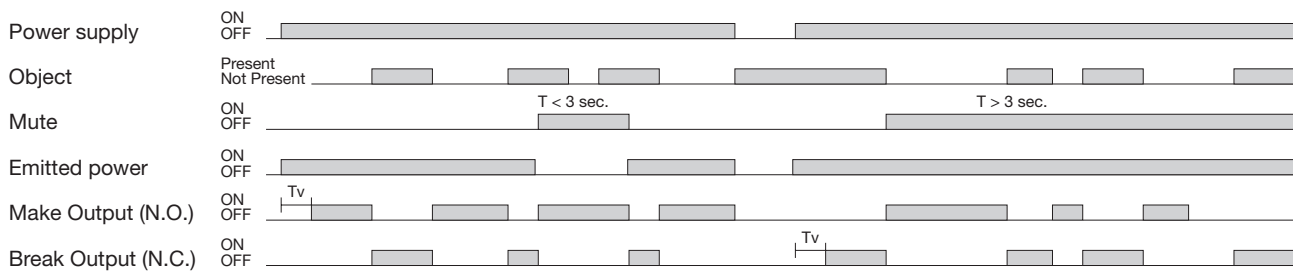 Power supply ON OFF
Object Present Not Present
Mute ON OFF T < 3 sec. T > 3 sec.
Emitted power ON OFF
Make Output (N.O.) ON OFF Tv
Break Output (N.C.) ON OFF Tv